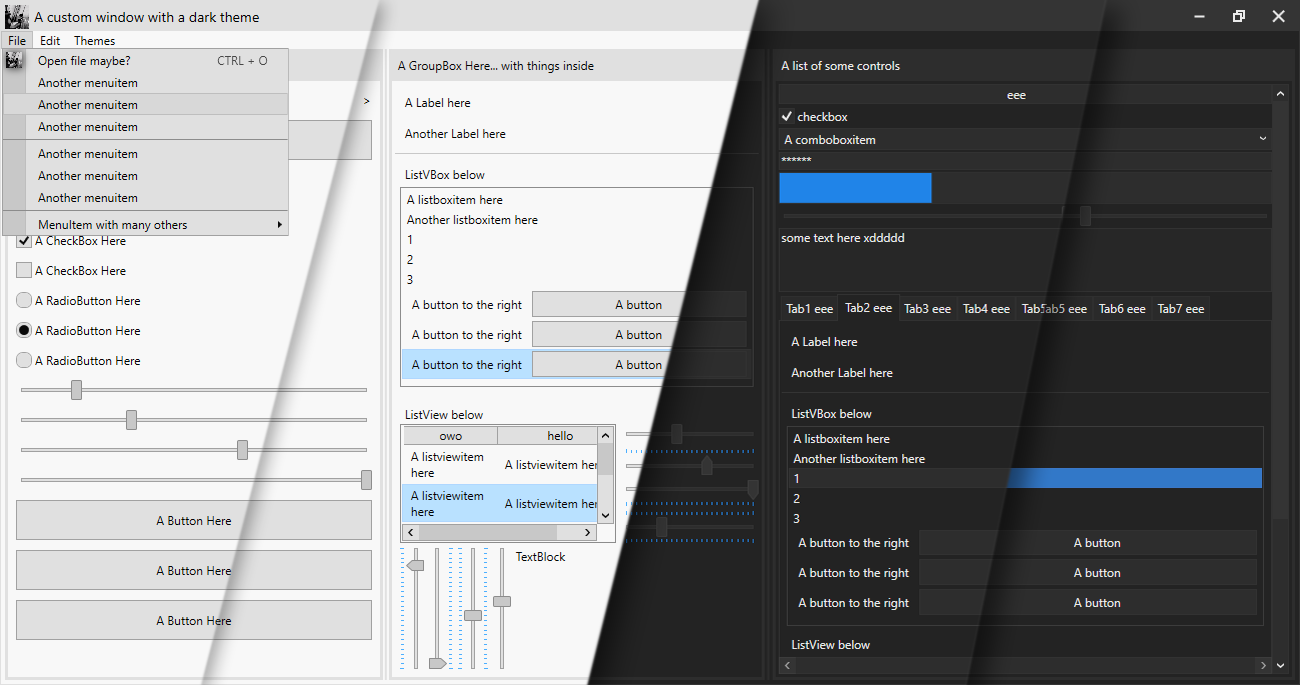 A custom window with a dark theme
File Edit Themes
Open file maybe? CTRL + O
Another menuitem
Another menuitem
Another menuitem
Another menuitem
Another menuitem
Another menuitem
MenuItem with many others
A CheckBox Here
A CheckBox Here
A RadioButton Here
A RadioButton Here
A RadioButton Here
A Button Here
A Button Here
A Button Here
A GroupBox Here... with things inside
A Label here
Another Label here
ListVBox below
A listboxitem here
Another listboxitem here
1
2
3
A button to the right A button
A button to the right A button
A button to the right A button
ListView below
owo hello
A listviewitem here A listviewitem her
A listviewitem here A listviewitem her
TextBlock
A list of some controls
eee
checkbox
A comboboxitem
******
some text here xddddd
Tab1 eee Tab2 eee Tab3 eee Tab4 eee Tab5 eee Tab6 eee Tab7 eee
A Label here
Another Label here
ListVBox below
A listboxitem here
Another listboxitem here
1
2
3
A button to the right A button
A button to the right A button
A button to the right A button
ListView below